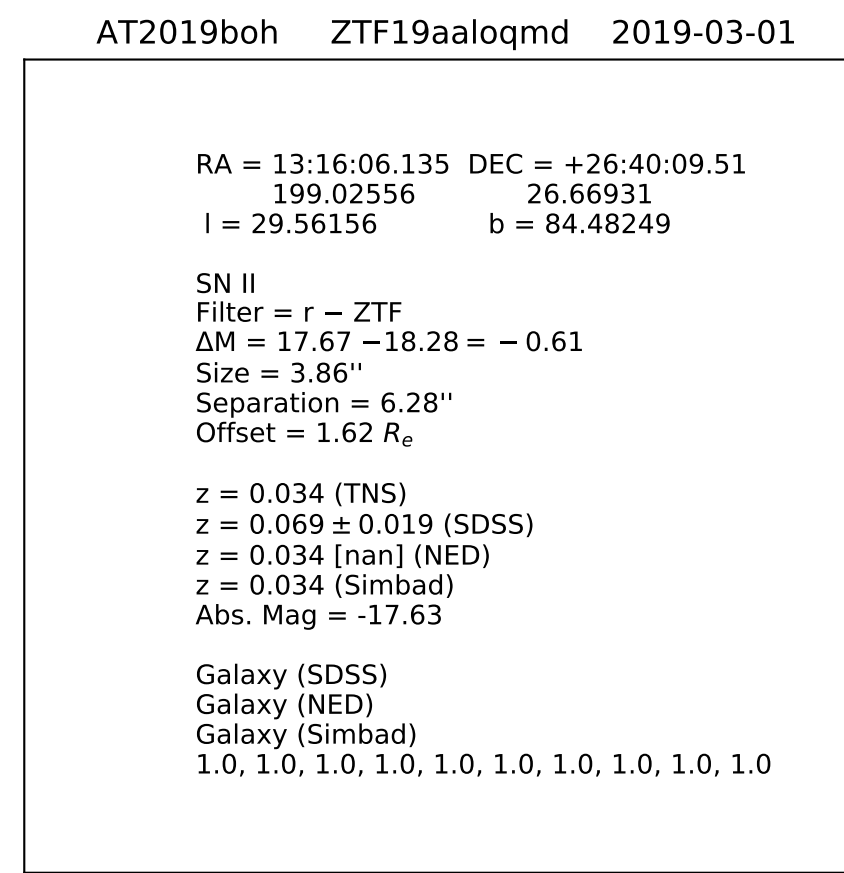 AT2019boh ZTF19aaloqmd 2019-03-01
RA = 13:16:06.135 DEC = +26:40:09.51
199.02556 26.66931
l = 29.56156 b = 84.48249
SN II
Filter = r − ZTF
ΔM = 17.67 −18.28 = − 0.61
Size = 3.86''
Separation = 6.28''
Offset = 1.62 Rₑ
z = 0.034 (TNS)
z = 0.069 ± 0.019 (SDSS)
z = 0.034 [nan] (NED)
z = 0.034 (Simbad)
Abs. Mag = -17.63
Galaxy (SDSS)
Galaxy (NED)
Galaxy (Simbad)
1.0, 1.0, 1.0, 1.0, 1.0, 1.0, 1.0, 1.0, 1.0, 1.0